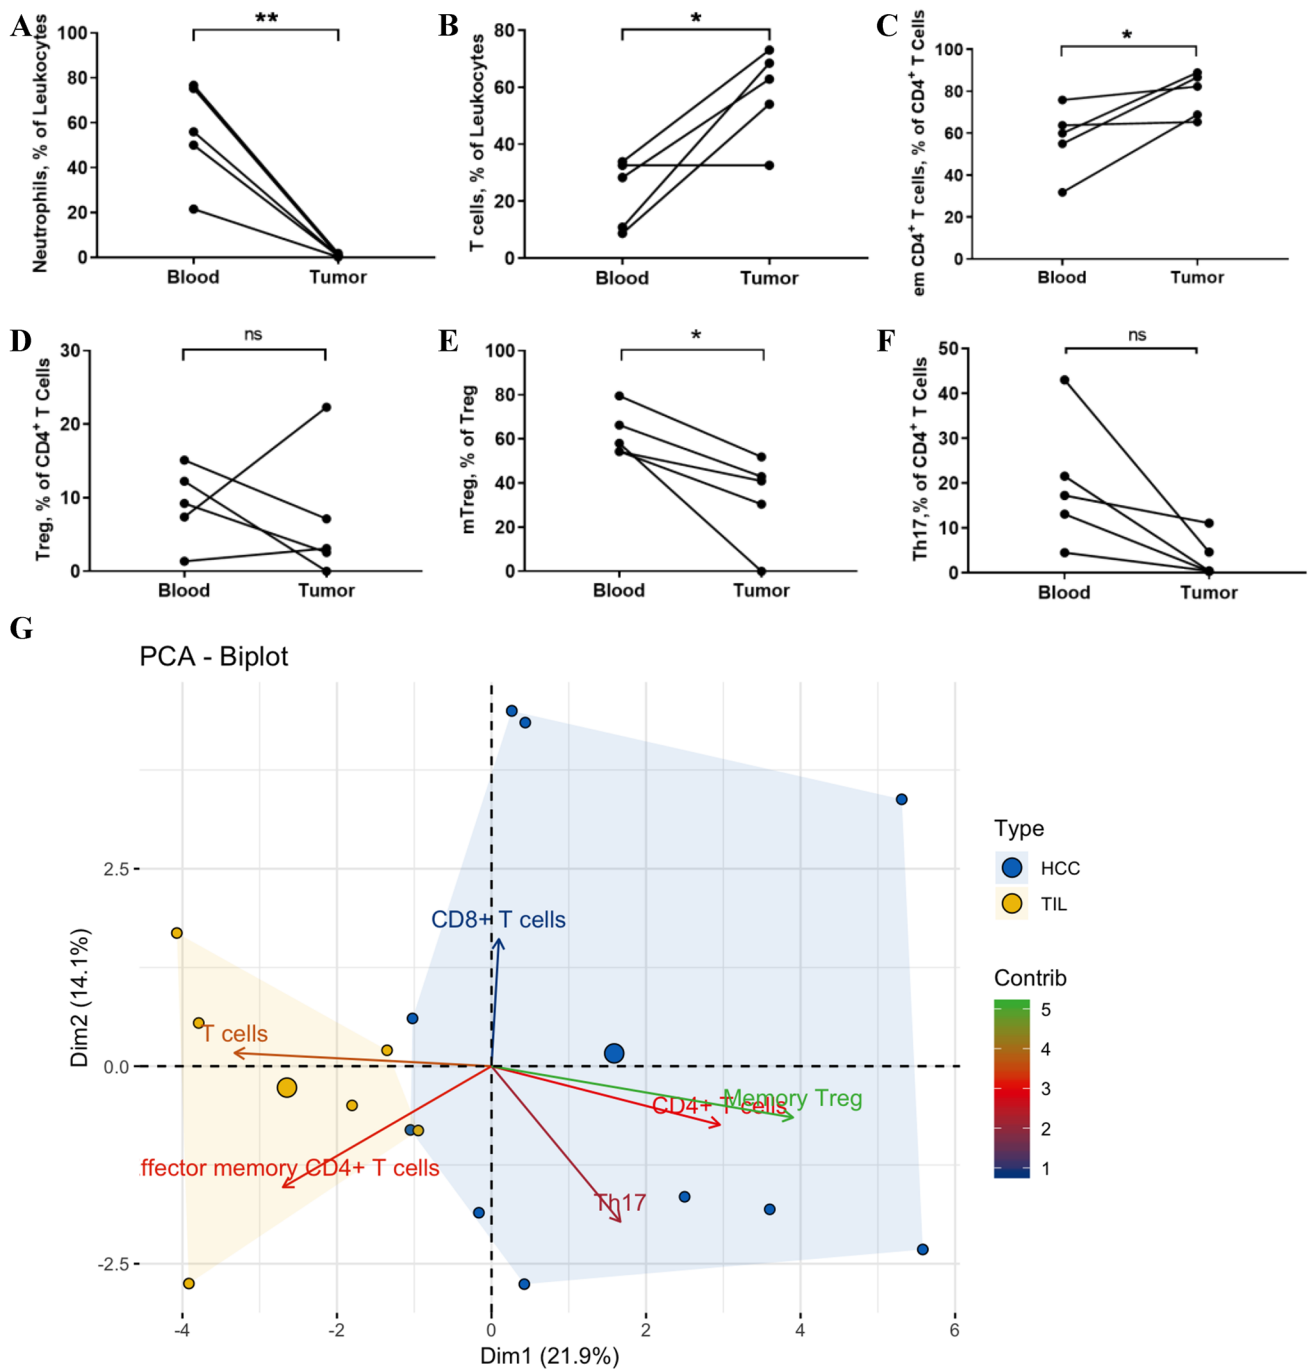 A
Neutrophils, % of Leukocytes
100
80
60
40
20
0
**
Blood
Tumor
B
T cells, % of Leukocytes
80
60
40
20
0
*
Blood
Tumor
C
em CD4+ T cells, % of CD4+ T Cells
100
80
60
40
20
0
*
Blood
Tumor
D
Treg, % of CD4+ T Cells
30
20
10
0
ns
Blood
Tumor
E
mTreg, % of Treg
100
80
60
40
20
0
*
Blood
Tumor
F
Th17,% of CD4+ T Cells
50
40
30
20
10
0
ns
Blood
Tumor
G
PCA - Biplot
Dim2 (14.1%)
2.5
0.0
-2.5
CD8+ T cells
T cells
Memory Treg
CD4+ T cells
ffector memory CD4+ T cells
Th17
-4
-2
0
2
4
6
Dim1 (21.9%)
Type
HCC
TIL
Contrib
5
4
3
2
1